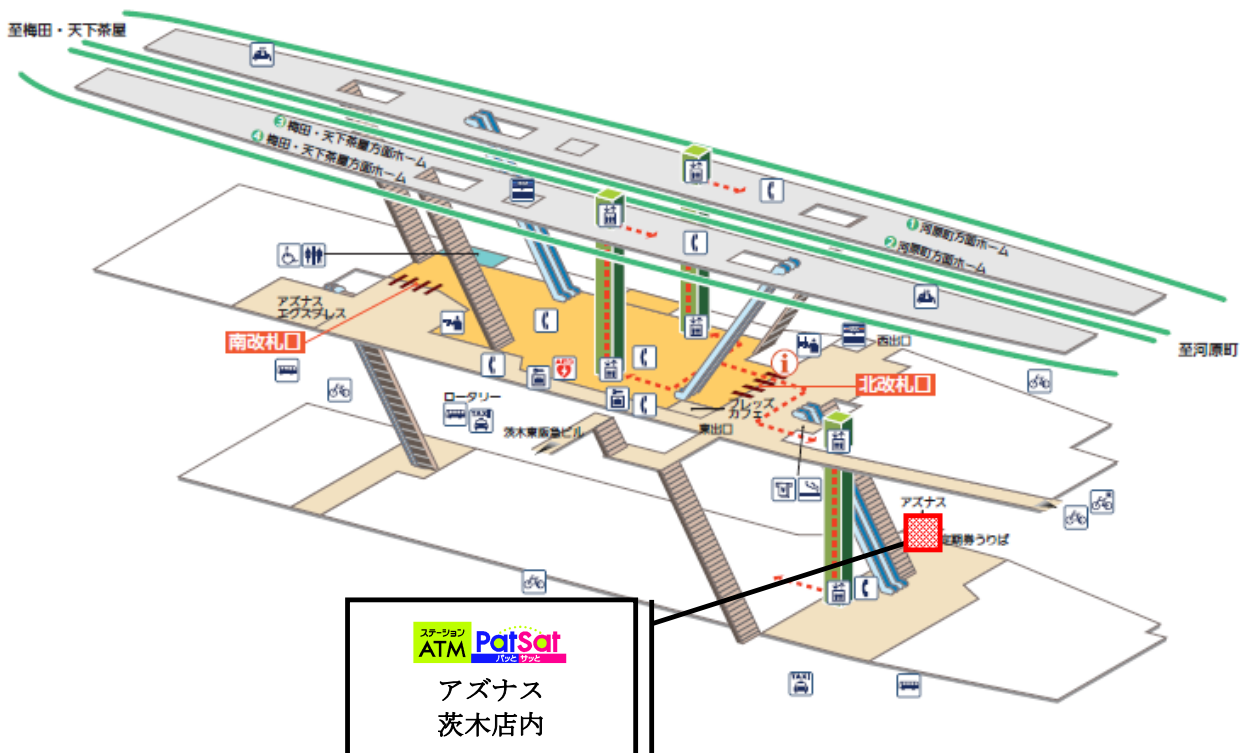 至梅田・天下茶屋
③ 梅田・天下茶屋方面ホーム
④ 梅田・天下茶屋方面ホーム
① 河原町方面ホーム
② 河原町方面ホーム
至河原町
アズナス
エクスプレス
南改札口
AED
i
西出口
北改札口
ブレッズ
カフェ
東出口
ロータリー
TAXI
茨木東阪急ビル
アズナス
定期券うりば
ステーション
ATM PatSat
パッと サッと
アズナス
茨木店内
TAXI